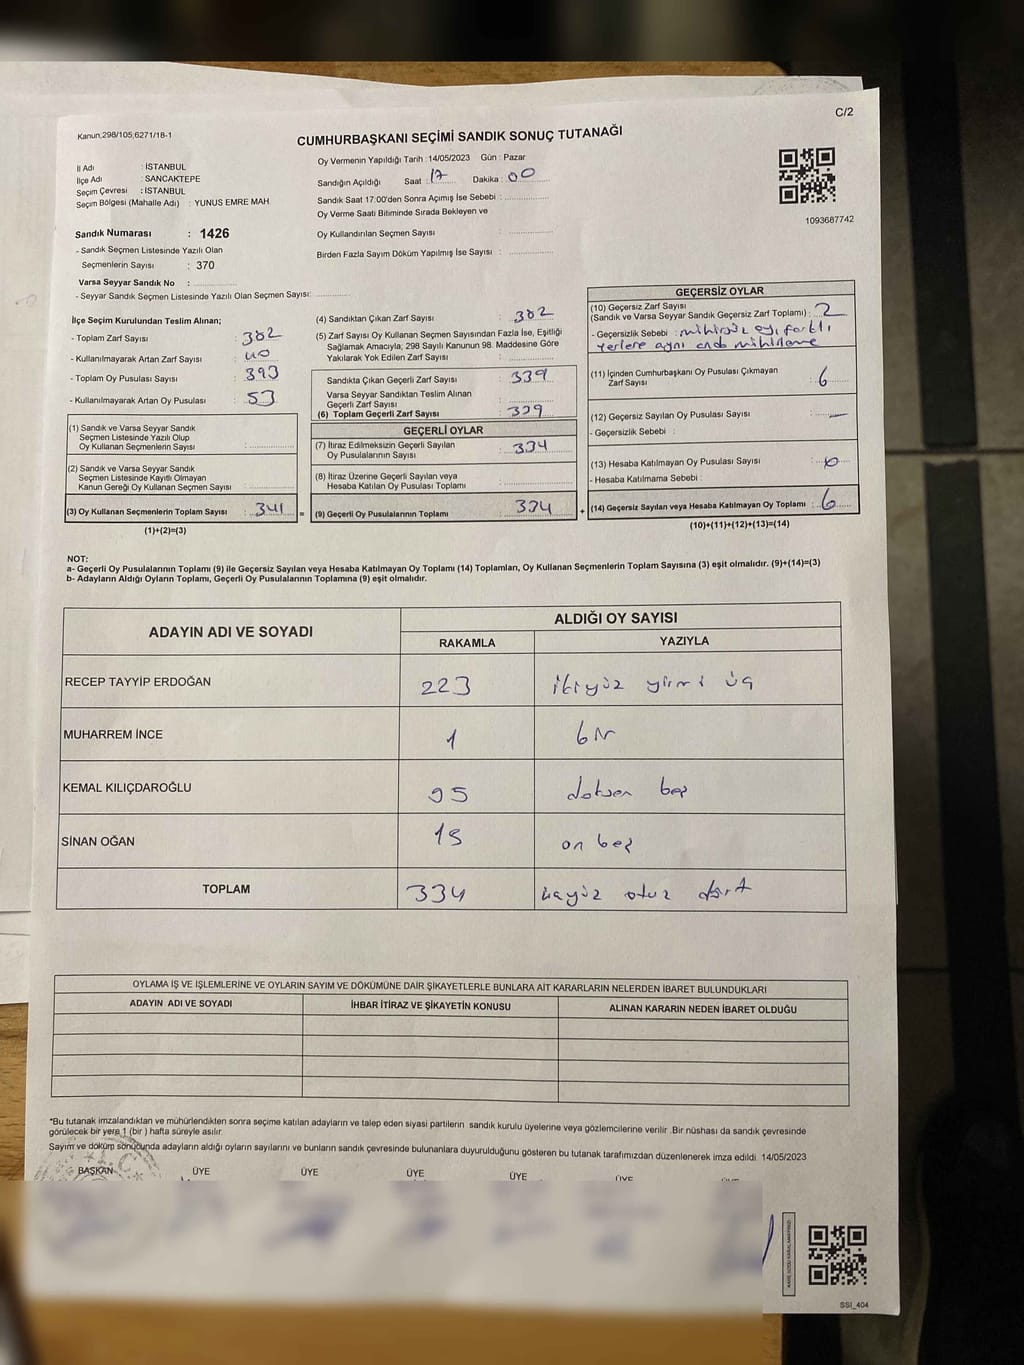 C/2
Kanun;298/105;6271/18-1
CUMHURBAŞKANI SEÇİMİ SANDIK SONUÇ TUTANAĞI
İl Adı : İSTANBUL
İlçe Adı : SANCAKTEPE
Seçim Çevresi : İSTANBUL
Seçim Bölgesi (Mahalle Adı) : YUNUS EMRE MAH
Oy Vermenin Yapıldığı Tarih :14/05/2023 Gün : Pazar
Sandığın Açıldığı Saat : 17 Dakika : 00
Sandık Saat 17:00'den Sonra Açımış İse Sebebi :
Oy Verme Saati Bitiminde Sırada Bekleyen ve
Oy Kullandırılan Seçmen Sayısı :
Birden Fazla Sayım Döküm Yapılmış İse Sayısı :
1093687742
Sandık Numarası : 1426
- Sandık Seçmen Listesinde Yazılı Olan
Seçmenlerin Sayısı : 370
Varsa Seyyar Sandık No :
- Seyyar Sandık Seçmen Listesinde Yazılı Olan Seçmen Sayısı:
İlçe Seçim Kurulundan Teslim Alınan;
- Toplam Zarf Sayısı : 382
- Kullanılmayarak Artan Zarf Sayısı : 40
- Toplam Oy Pusulası Sayısı : 393
- Kullanılmayarak Artan Oy Pusulası : 53
(1) Sandık ve Varsa Seyyar Sandık
Seçmen Listesinde Yazılı Olup
Oy Kullanan Seçmenlerin Sayısı :
(2) Sandık ve Varsa Seyyar Sandık
Seçmen Listesinde Kayıtlı Olmayan
Kanun Gereği Oy Kullanan Seçmen Sayısı :
(3) Oy Kullanan Seçmenlerin Toplam Sayısı : 341 =
(1)+(2)=(3)
(4) Sandıktan Çıkan Zarf Sayısı : 382
(5) Zarf Sayısı Oy Kullanan Seçmen Sayısından Fazla İse, Eşitliği
Sağlamak Amacıyla; 298 Sayılı Kanunun 98. Maddesine Göre
Yakılarak Yok Edilen Zarf Sayısı :
Sandıkta Çıkan Geçerli Zarf Sayısı : 339
Varsa Seyyar Sandıktan Teslim Alınan
Geçerli Zarf Sayısı :
(6) Toplam Geçerli Zarf Sayısı : 339
GEÇERLİ OYLAR
(7) İtiraz Edilmeksizin Geçerli Sayılan
Oy Pusulalarının Sayısı : 334
(8) İtiraz Üzerine Geçerli Sayılan veya
Hesaba Katılan Oy Pusulası Toplamı :
(9) Geçerli Oy Pusulalarının Toplamı : 334 +
GEÇERSİZ OYLAR
(10) Geçersiz Zarf Sayısı
(Sandık ve Varsa Seyyar Sandık Geçersiz Zarf Toplamı) : 2
- Geçersizlik Sebebi : mühürsüz oy, farklı
yerlere aynı anda mühürleme
(11) İçinden Cumhurbaşkanı Oy Pusulası Çıkmayan
Zarf Sayısı : 6
(12) Geçersiz Sayılan Oy Pusulası Sayısı : —
- Geçersizlik Sebebi :
(13) Hesaba Katılmayan Oy Pusulası Sayısı :
- Hesaba Katılmama Sebebi :
(14) Geçersiz Sayılan veya Hesaba Katılmayan Oy Toplamı : 6
(10)+(11)+(12)+(13)=(14)
NOT:
a- Geçerli Oy Pusulalarının Toplamı (9) ile Geçersiz Sayılan veya Hesaba Katılmayan Oy Toplamı (14) Toplamları, Oy Kullanan Seçmenlerin Toplam Sayısına (3) eşit olmalıdır. (9)+(14)=(3)
b- Adayların Aldığı Oyların Toplamı, Geçerli Oy Pusulalarının Toplamına (9) eşit olmalıdır.
ADAYIN ADI VE SOYADI
ALDIĞI OY SAYISI
RAKAMLA YAZIYLA
RECEP TAYYİP ERDOĞAN 223 ikiyüz yirmi üç
MUHARREM İNCE 1 bir
KEMAL KILIÇDAROĞLU 95 doksan beş
SİNAN OĞAN 15 on beş
TOPLAM 334 üçyüz otuz dört
OYLAMA İŞ VE İŞLEMLERİNE VE OYLARIN SAYIM VE DÖKÜMÜNE DAİR ŞİKAYETLERLE BUNLARA AİT KARARLARIN NELERDEN İBARET BULUNDUKLARI
ADAYIN ADI VE SOYADI İHBAR İTİRAZ VE ŞİKAYETİN KONUSU ALINAN KARARIN NEDEN İBARET OLDUĞU
*Bu tutanak imzalandıktan ve mühürlendikten sonra seçime katılan adayların ve talep eden siyasi partilerin sandık kurulu üyelerine veya gözlemcilerine verilir .Bir nüshası da sandık çevresinde
görülecek bir yere 1 (bir ) hafta süreyle asılır.
Sayım ve döküm sonucunda adayların aldığı oyların sayılarını ve bunların sandık çevresinde bulunanlara duyurulduğunu gösteren bu tutanak tarafımızdan düzenlenerek imza edildi. 14/05/2023
BAŞKAN ÜYE ÜYE ÜYE ÜYE ÜYE
SSİ_404